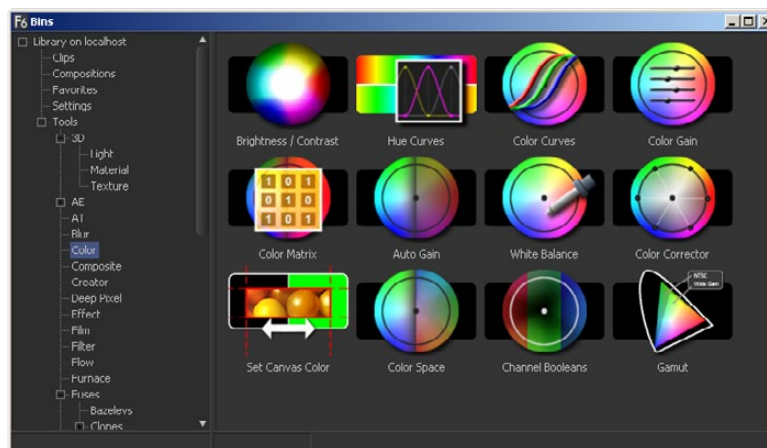 F6 Bins
Library on localhost
Clips
Compositions
Favorites
Settings
Tools
3D
Light
Material
Texture
AE
AT
Blur
Color
Composite
Creator
Deep Pixel
Effect
Film
Filter
Flow
Furnace
Fuses
Bazelevs
Clones
Brightness / Contrast
Hue Curves
Color Curves
Color Gain
1 0 1
0 1 0
1 0 1
Color Matrix
Auto Gain
White Balance
Color Corrector
Set Canvas Color
Color Space
Channel Booleans
NTSC
Wide Gam
Gamut